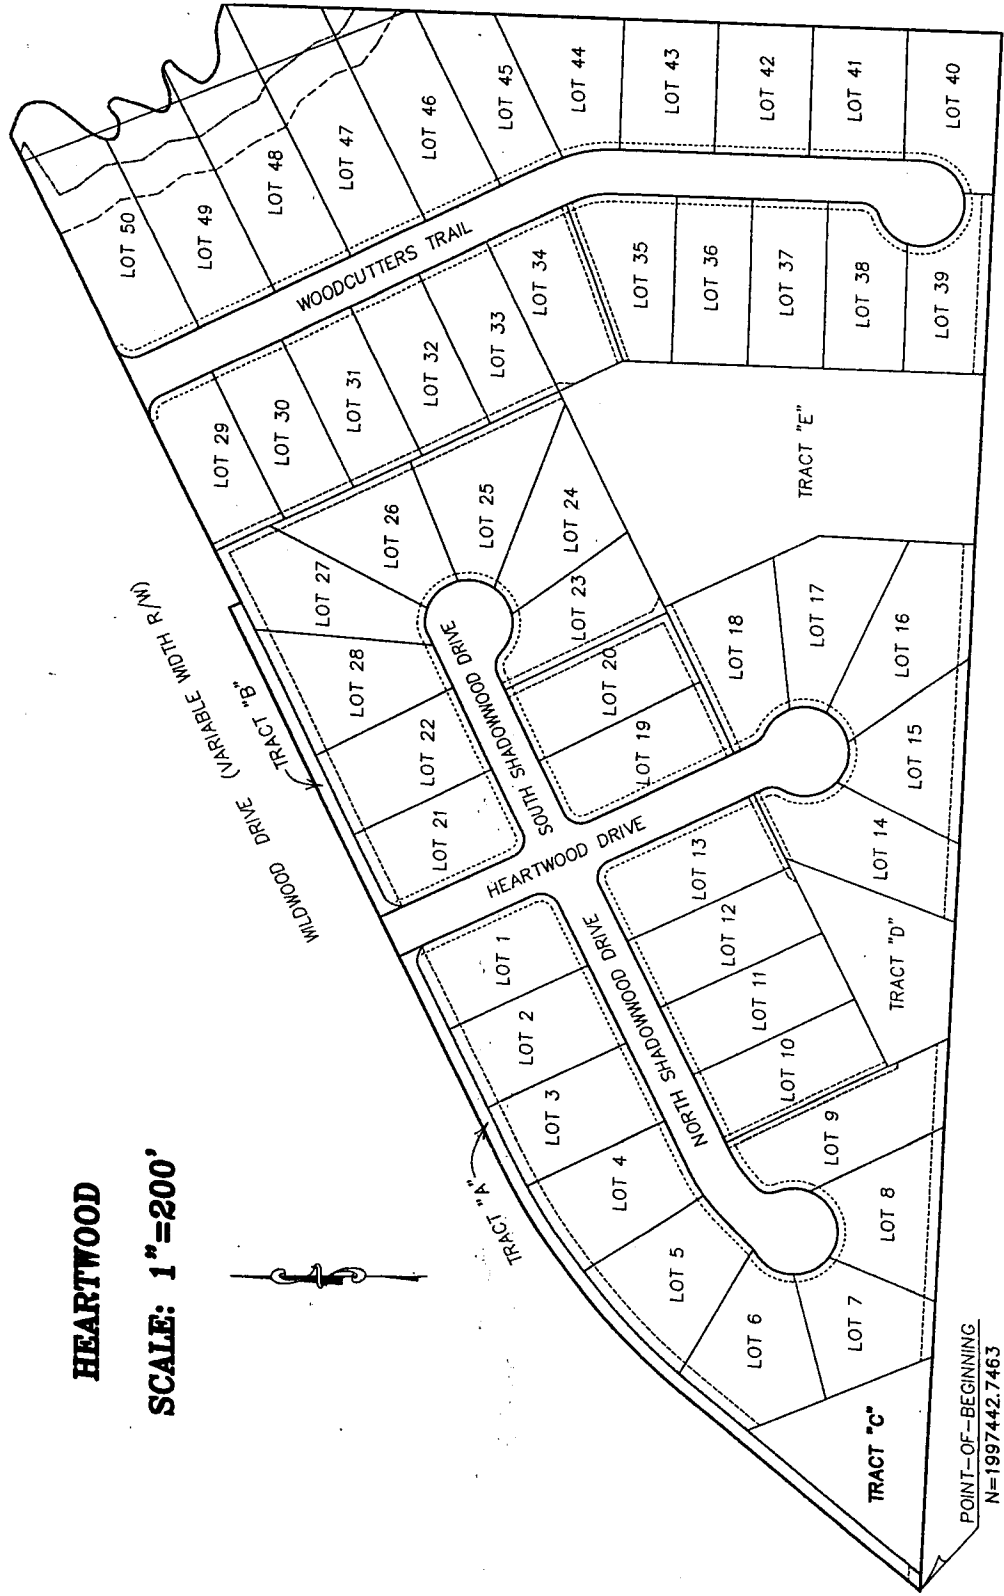 HEARTWOOD
SCALE: 1"=200'
WILDWOOD DRIVE (VARIABLE WIDTH R/W)
TRACT "B"
TRACT "A"
TRACT "C"
TRACT "D"
TRACT "E"
WOODCUTTERS TRAIL
HEARTWOOD DRIVE
SOUTH SHADOWWOOD DRIVE
NORTH SHADOWWOOD DRIVE
LOT 1
LOT 2
LOT 3
LOT 4
LOT 5
LOT 6
LOT 7
LOT 8
LOT 9
LOT 10
LOT 11
LOT 12
LOT 13
LOT 14
LOT 15
LOT 16
LOT 17
LOT 18
LOT 19
LOT 20
LOT 21
LOT 22
LOT 23
LOT 24
LOT 25
LOT 26
LOT 27
LOT 28
LOT 29
LOT 30
LOT 31
LOT 32
LOT 33
LOT 34
LOT 35
LOT 36
LOT 37
LOT 38
LOT 39
LOT 40
LOT 41
LOT 42
LOT 43
LOT 44
LOT 45
LOT 46
LOT 47
LOT 48
LOT 49
LOT 50
POINT-OF-BEGINNING
N=1997442.7463